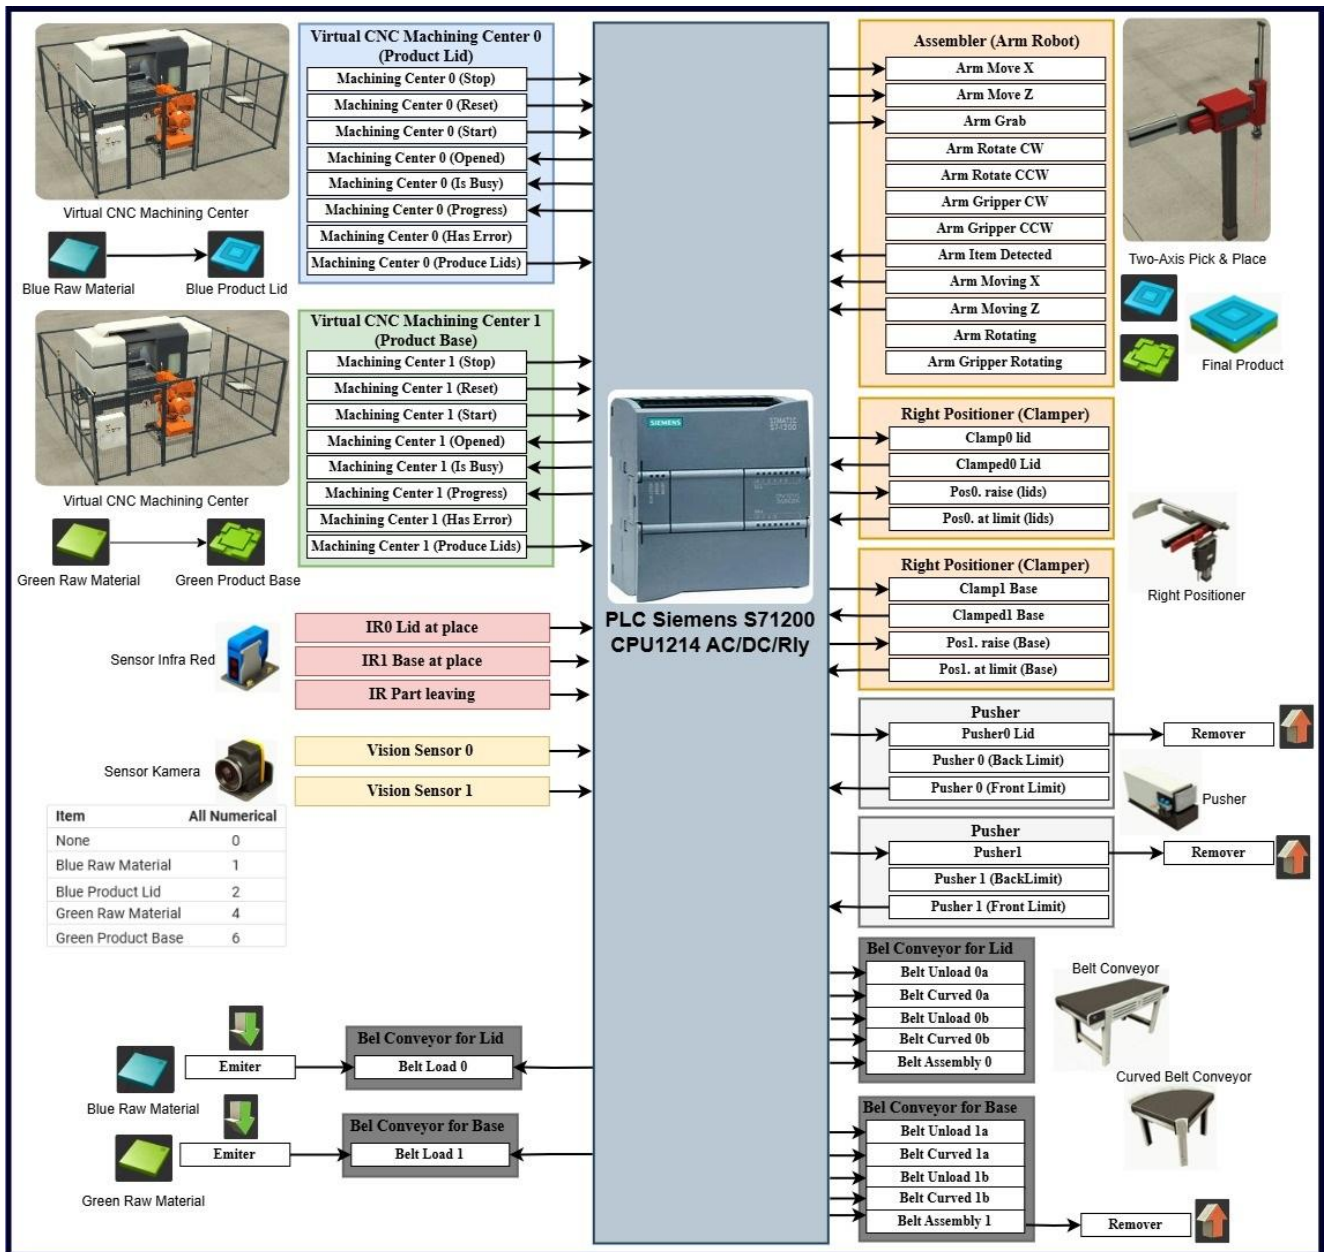 Virtual CNC Machining Center 0
(Product Lid)
Machining Center 0 (Stop)
Machining Center 0 (Reset)
Machining Center 0 (Start)
Machining Center 0 (Opened)
Machining Center 0 (Is Busy)
Machining Center 0 (Progress)
Machining Center 0 (Has Error)
Machining Center 0 (Produce Lids)
Virtual CNC Machining Center
Blue Raw Material
Blue Product Lid
Virtual CNC Machining Center 1
(Product Base)
Machining Center 1 (Stop)
Machining Center 1 (Reset)
Machining Center 1 (Start)
Machining Center 1 (Opened)
Machining Center 1 (Is Busy)
Machining Center 1 (Progress)
Machining Center 1 (Has Error)
Machining Center 1 (Produce Lids)
Virtual CNC Machining Center
Green Raw Material
Green Product Base
Sensor Infra Red
IR0 Lid at place
IR1 Base at place
IR Part leaving
Sensor Kamera
Vision Sensor 0
Vision Sensor 1
Item All Numerical
None 0
Blue Raw Material 1
Blue Product Lid 2
Green Raw Material 4
Green Product Base 6
Bel Conveyor for Lid
Emiter
Belt Load 0
Blue Raw Material
Bel Conveyor for Base
Emiter
Belt Load 1
Green Raw Material
SIEMENS
SIMATIC
S7-1200
PLC Siemens S71200
CPU1214 AC/DC/Rly
Assembler (Arm Robot)
Arm Move X
Arm Move Z
Arm Grab
Arm Rotate CW
Arm Rotate CCW
Arm Gripper CW
Arm Gripper CCW
Arm Item Detected
Arm Moving X
Arm Moving Z
Arm Rotating
Arm Gripper Rotating
Two-Axis Pick & Place
Final Product
Right Positioner (Clamper)
Clamp0 lid
Clamped0 Lid
Pos0. raise (lids)
Pos0. at limit (lids)
Right Positioner (Clamper)
Clamp1 Base
Clamped1 Base
Pos1. raise (Base)
Pos1. at limit (Base)
Right Positioner
Pusher
Pusher0 Lid
Pusher 0 (Back Limit)
Pusher 0 (Front Limit)
Remover
Pusher
Pusher
Pusher1
Pusher 1 (BackLimit)
Pusher 1 (Front Limit)
Remover
Bel Conveyor for Lid
Belt Unload 0a
Belt Curved 0a
Belt Unload 0b
Belt Curved 0b
Belt Assembly 0
Belt Conveyor
Curved Belt Conveyor
Bel Conveyor for Base
Belt Unload 1a
Belt Curved 1a
Belt Unload 1b
Belt Curved 1b
Belt Assembly 1
Remover